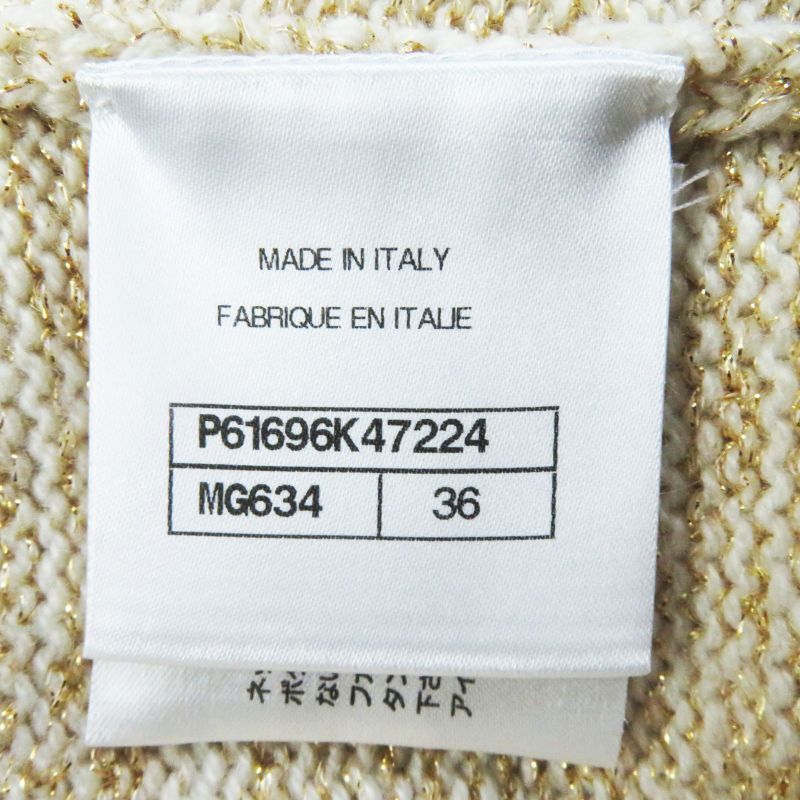 MADE IN ITALY
FABRIQUE EN ITALIE
P61696K47224
MG634 36